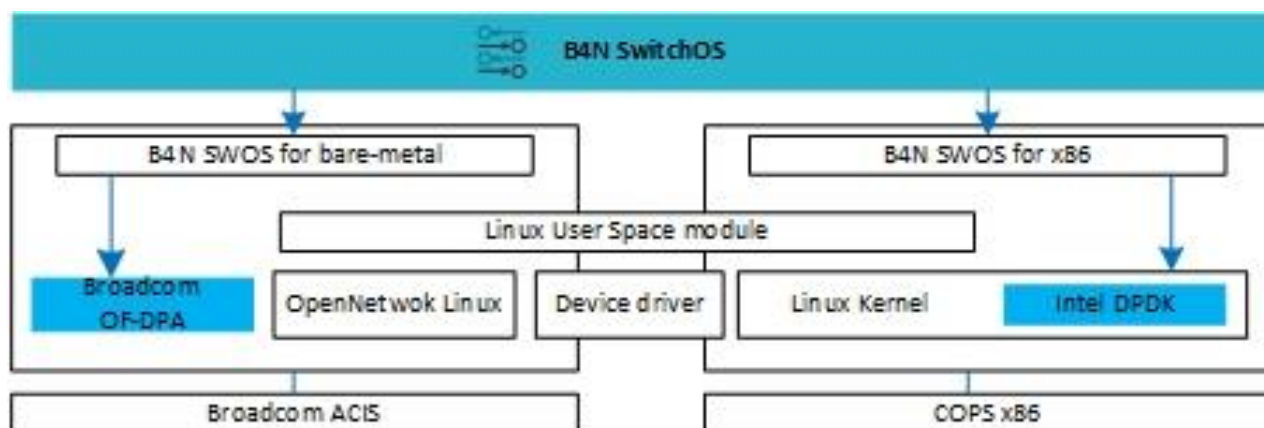 B4N SwitchOS
B4N SWOS for bare-metal
B4N SWOS for x86
Linux User Space module
Broadcom
OF-DPA
OpenNetwok Linux
Device driver
Linux Kernel
Intel DPDK
Broadcom ACIS
COPS x86